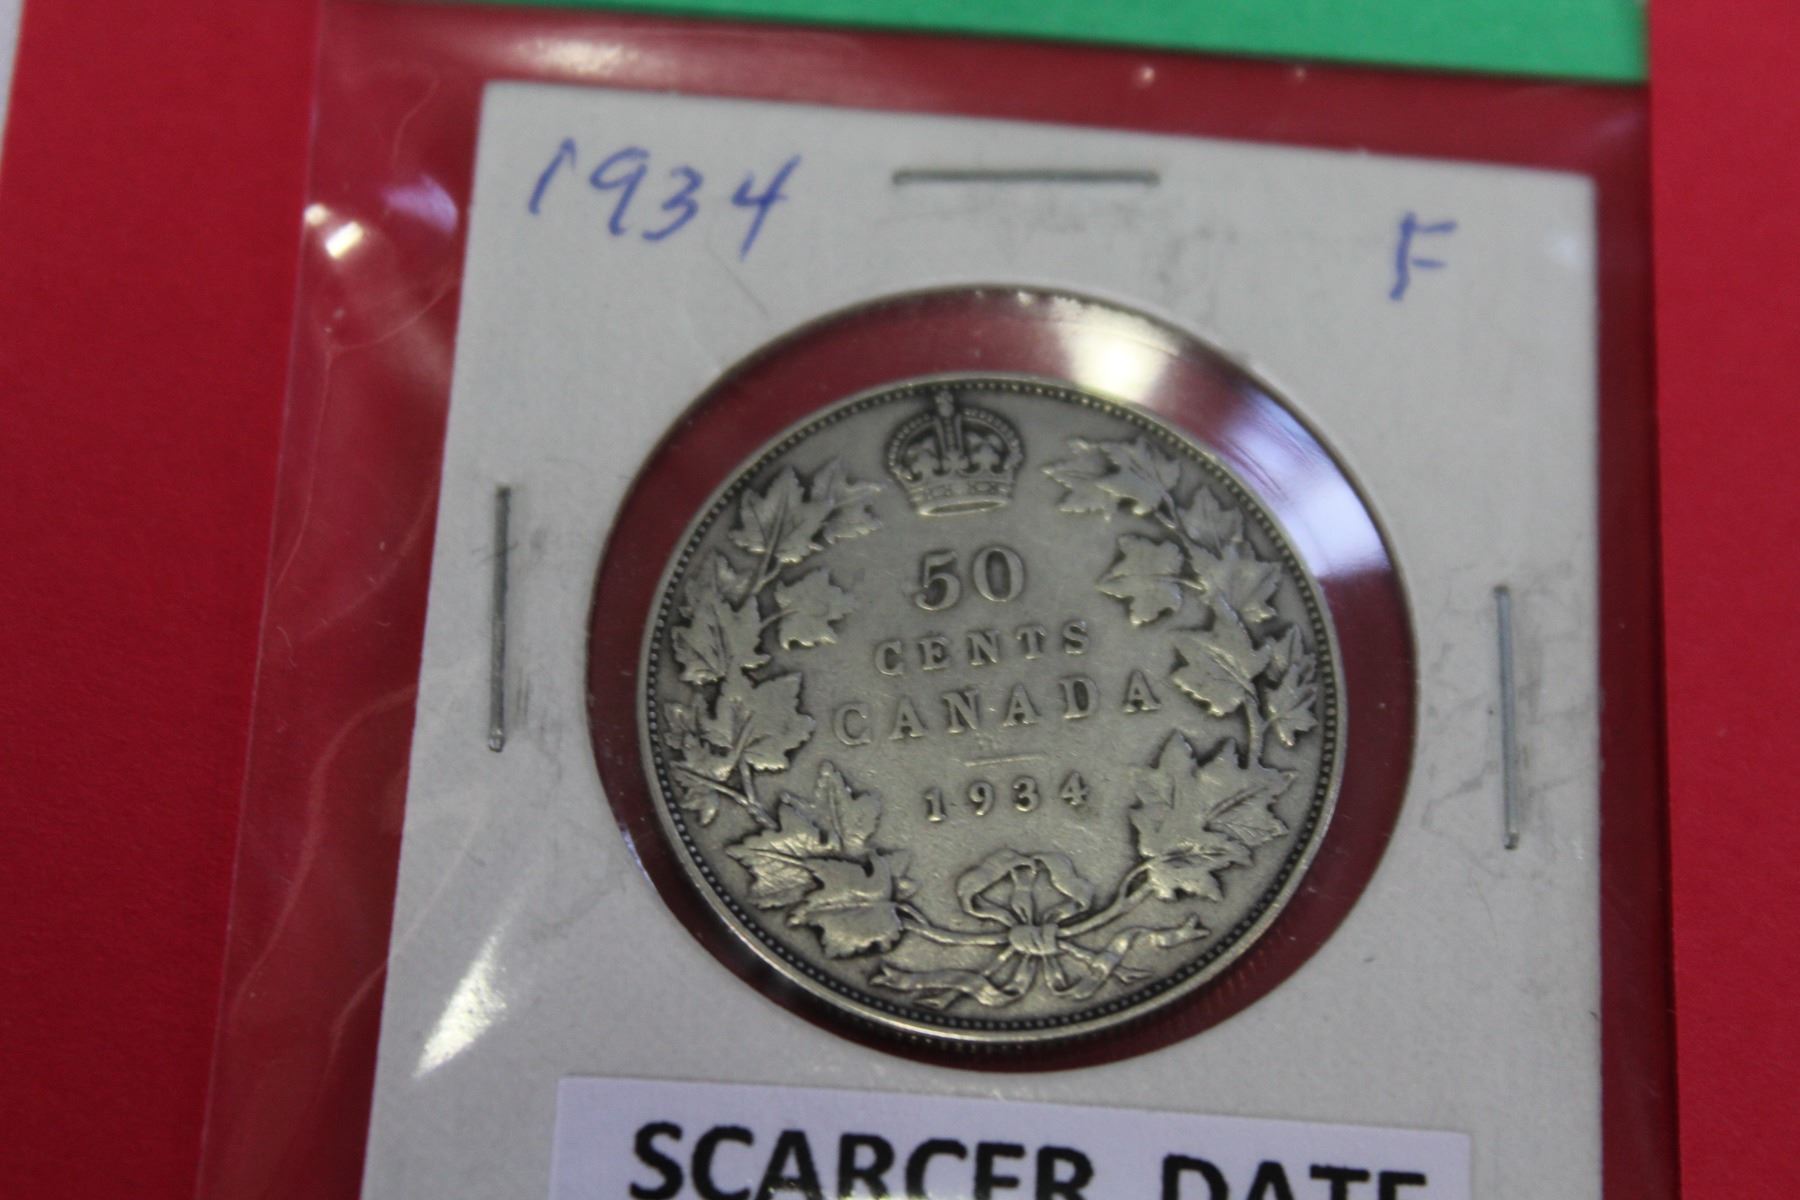 1934 F
50
CENTS
CANADA
1934
SCARCER DATE